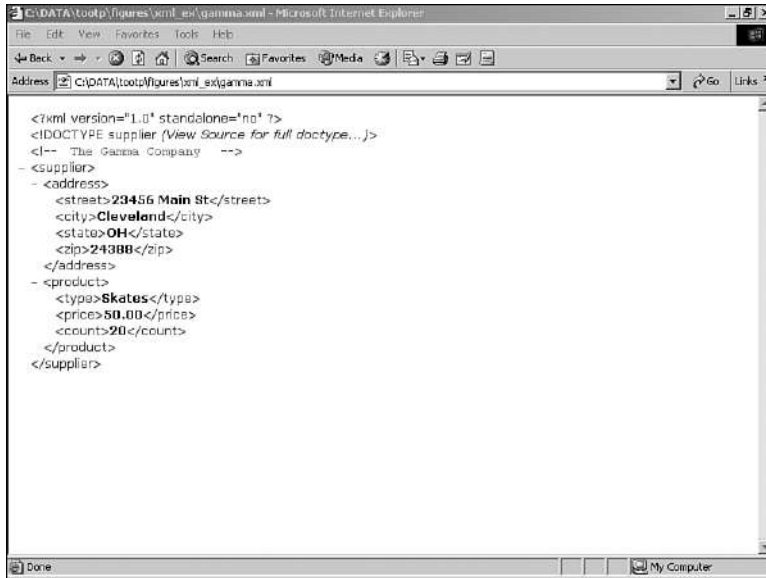 C:\DATA\tootp\figures\xml_ex\gamma.xml - Microsoft Internet Explorer
File Edit View Favorites Tools Help
Back Search Favorites Media
Address C:\DATA\tootp\figures\xml_ex\gamma.xml Go Links
<?xml version="1.0" standalone="no" ?>
<!DOCTYPE supplier (View Source for full doctype...)>
<!-- The Gamma Company -->
- <supplier>
- <address>
<street>23456 Main St</street>
<city>Cleveland</city>
<state>OH</state>
<zip>24388</zip>
</address>
- <product>
<type>Skates</type>
<price>50.00</price>
<count>20</count>
</product>
</supplier>
Done My Computer